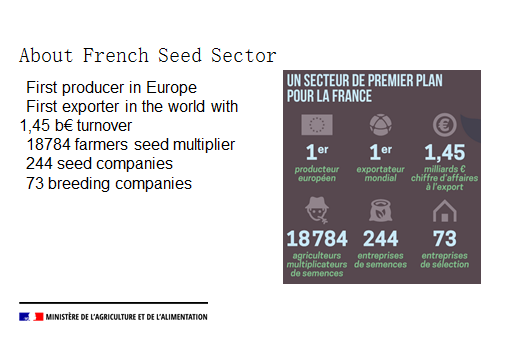 About French Seed Sector
First producer in Europe
First exporter in the world with
1,45 b€ turnover
18784 farmers seed multiplier
244 seed companies
73 breeding companies
UN SECTEUR DE PREMIER PLAN
POUR LA FRANCE
€
1er 1er 1,45
producteur exportateur milliards €
européen mondial chiffre d'affaires
à l'export
18 784 244 73
agriculteurs entreprises entreprises
multiplicateurs de semences de sélection
de semences
MINISTÈRE DE L'AGRICULTURE ET DE L'ALIMENTATION